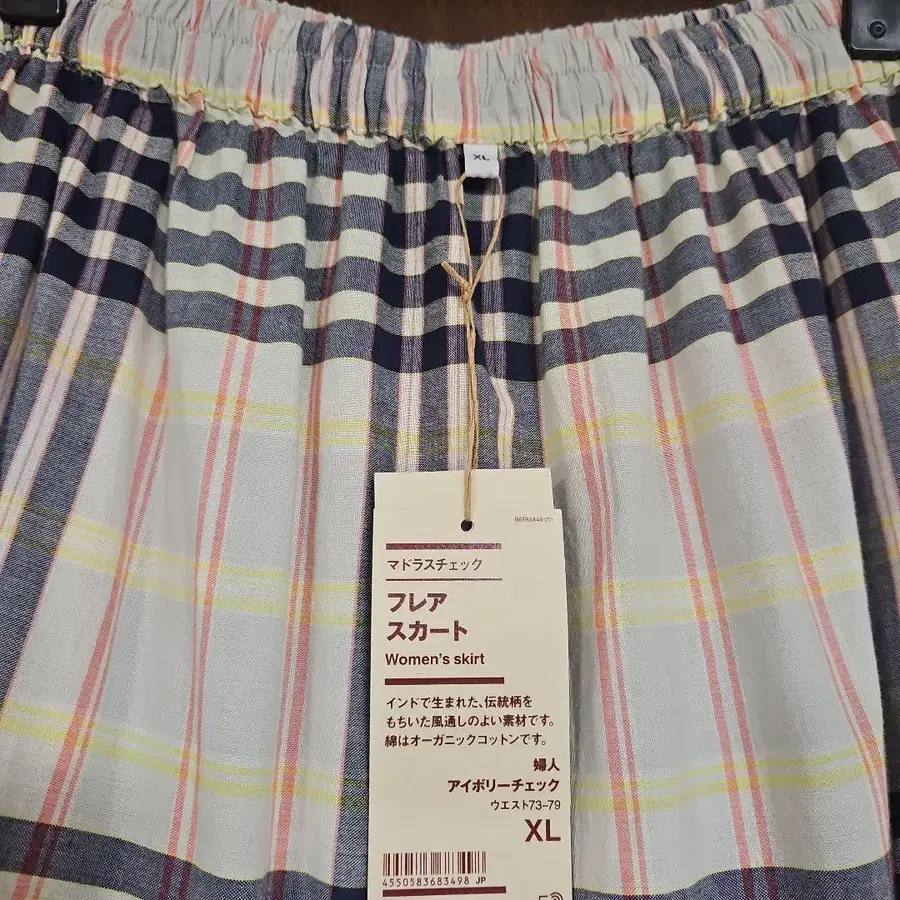 XL
マドラスチェック
フレア
スカート
Women's skirt
インドで生まれた、伝統柄を
もちいた風通しのよい素材です。
綿はオーガニックコットンです。
婦人
アイボリーチェック
ウエスト73-79
XL
4550583683498 JP